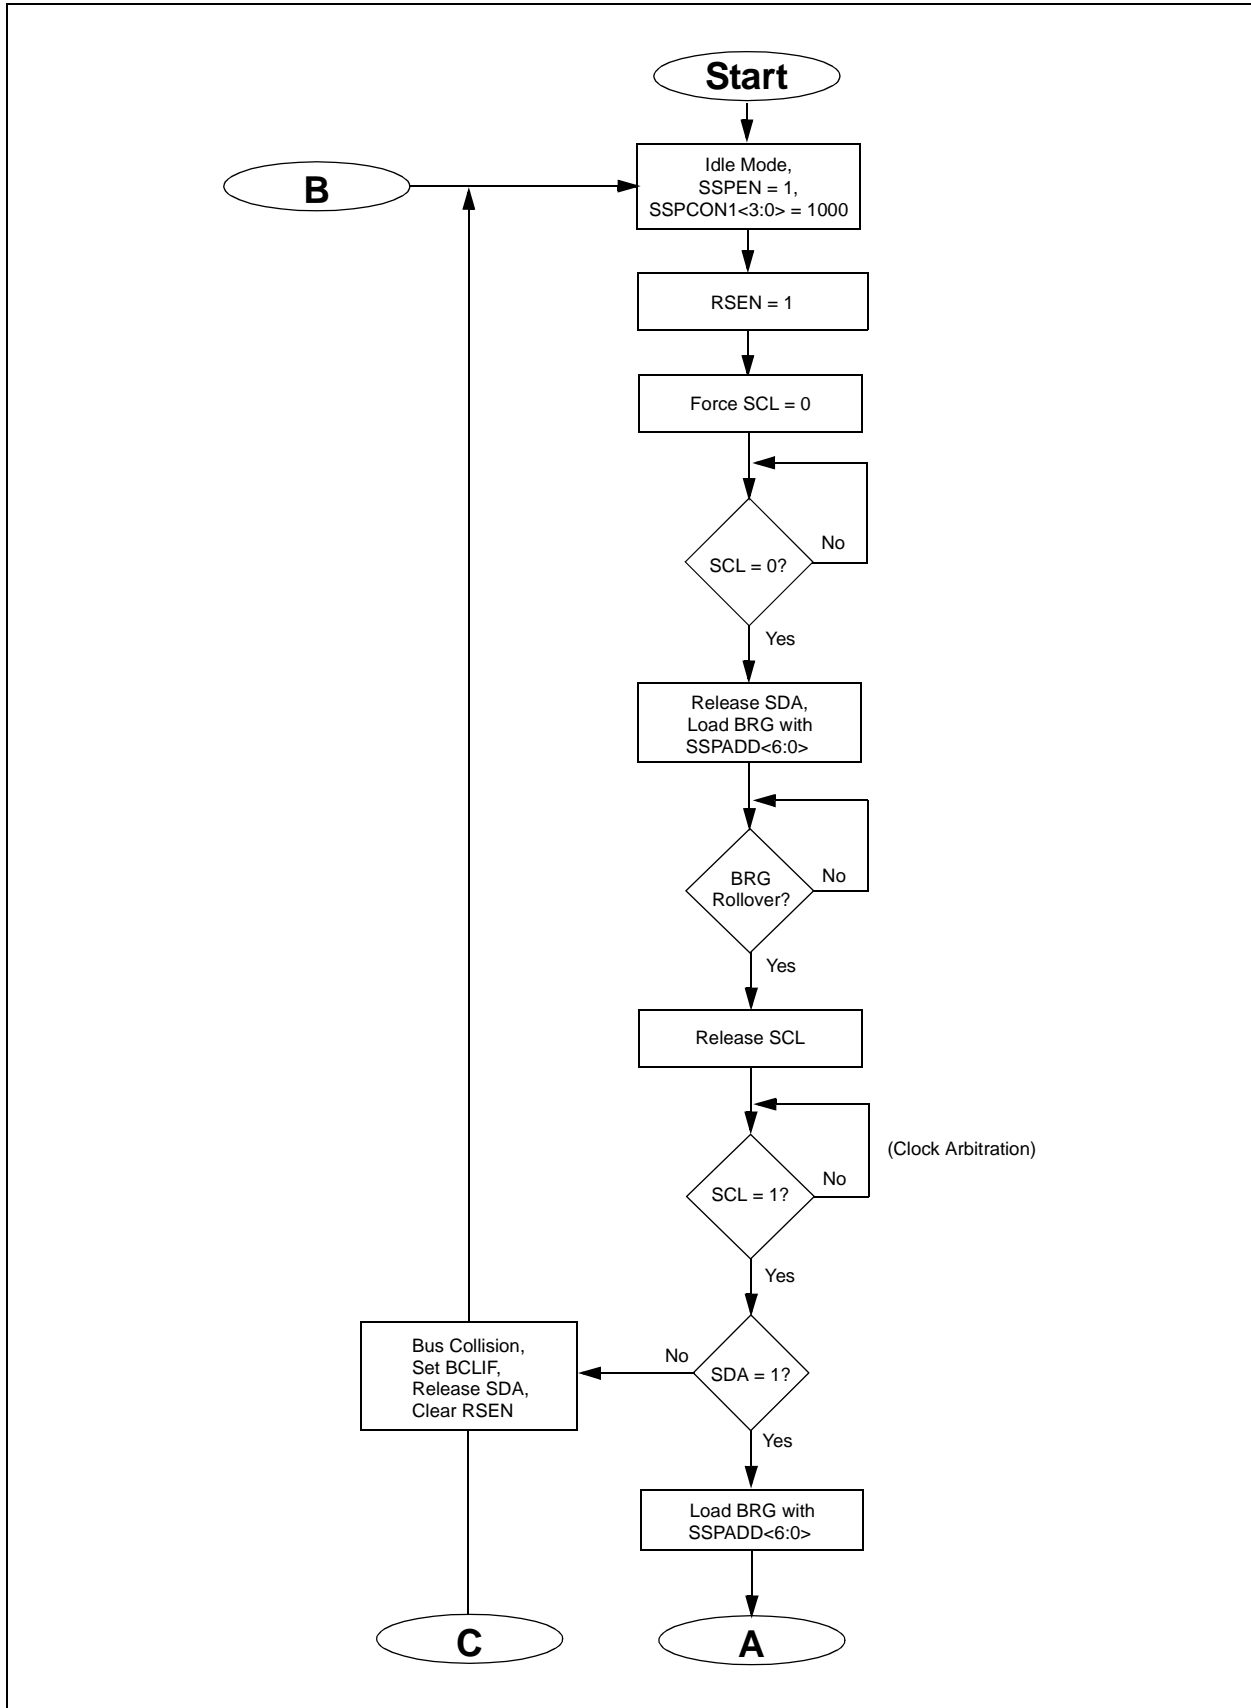 Start
B
Idle Mode,
SSPEN = 1,
SSPCON1<3:0> = 1000
RSEN = 1
Force SCL = 0
SCL = 0?
No
Yes
Release SDA,
Load BRG with
SSPADD<6:0>
BRG
Rollover?
No
Yes
Release SCL
(Clock Arbitration)
SCL = 1?
No
Yes
Bus Collision,
Set BCLIF,
Release SDA,
Clear RSEN
No
SDA = 1?
Yes
Load BRG with
SSPADD<6:0>
C
A